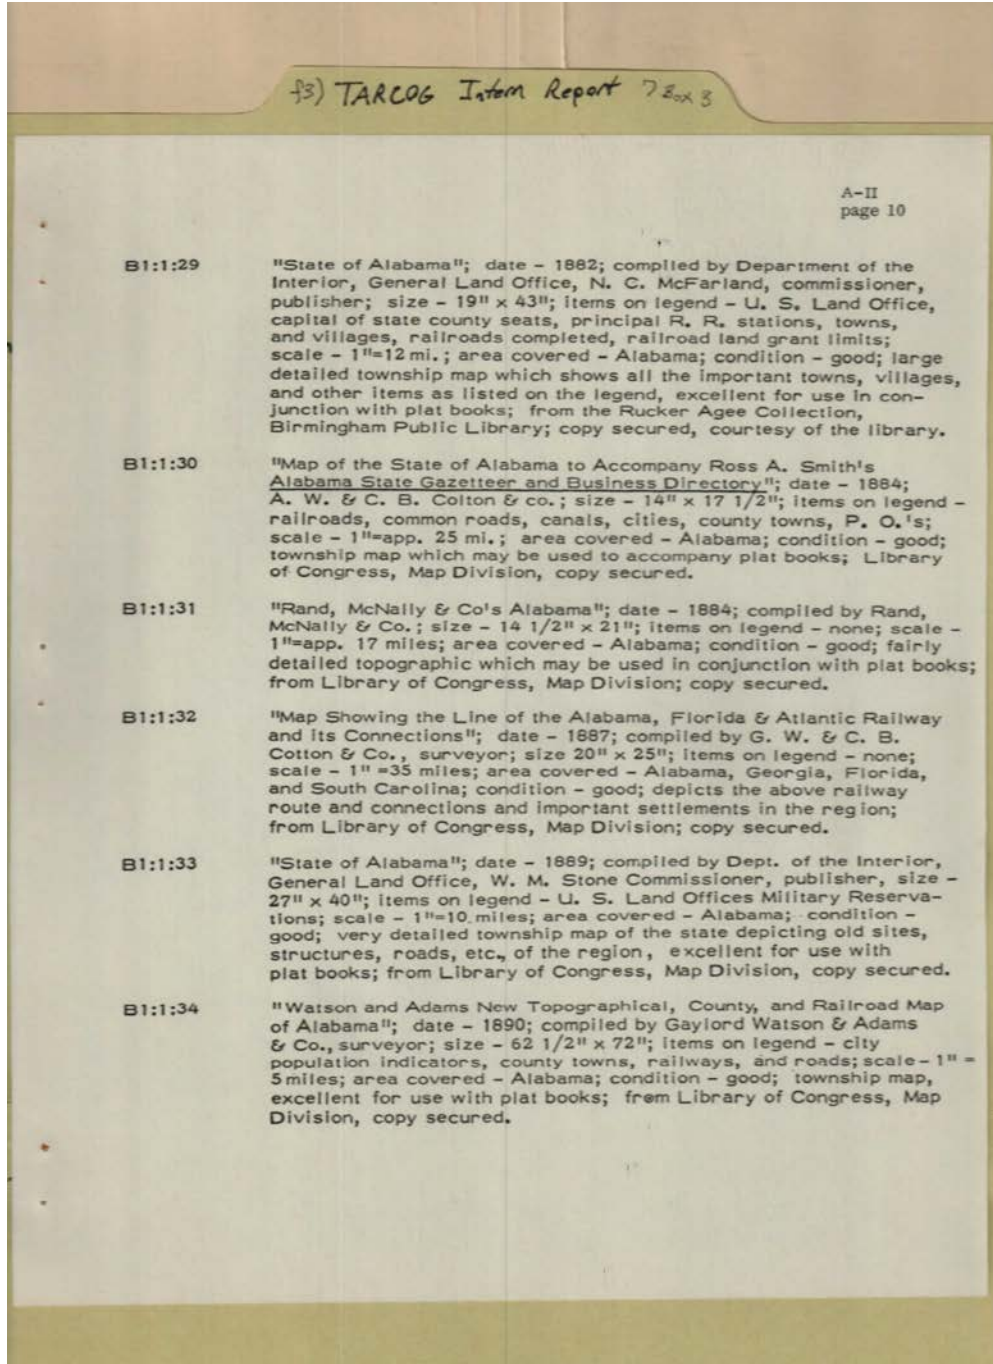 f3) TARCOG Intern Report 7 Box 3
A-II
page 10
B1:1:29 "State of Alabama"; date - 1882; compiled by Department of the
Interior, General Land Office, N. C. McFarland, commissioner,
publisher; size - 19" x 43"; items on legend - U. S. Land Office,
capital of state county seats, principal R. R. stations, towns,
and villages, railroads completed, railroad land grant limits;
scale - 1"=12 mi.; area covered - Alabama; condition - good; large
detailed township map which shows all the important towns, villages,
and other items as listed on the legend, excellent for use in con-
junction with plat books; from the Rucker Agee Collection,
Birmingham Public Library; copy secured, courtesy of the library.
B1:1:30 "Map of the State of Alabama to Accompany Ross A. Smith's
Alabama State Gazetteer and Business Directory"; date - 1884;
A. W. & C. B. Colton & co.; size - 14" x 17 1/2"; items on legend -
railroads, common roads, canals, cities, county towns, P. O.'s;
scale - 1"=app. 25 mi.; area covered - Alabama; condition - good;
township map which may be used to accompany plat books; Library
of Congress, Map Division, copy secured.
B1:1:31 "Rand, McNally & Co's Alabama"; date - 1884; compiled by Rand,
McNally & Co.; size - 14 1/2" x 21"; items on legend - none; scale -
1"=app. 17 miles; area covered - Alabama; condition - good; fairly
detailed topographic which may be used in conjunction with plat books;
from Library of Congress, Map Division; copy secured.
B1:1:32 "Map Showing the Line of the Alabama, Florida & Atlantic Railway
and its Connections"; date - 1887; compiled by G. W. & C. B.
Cotton & Co., surveyor; size 20" x 25"; items on legend - none;
scale - 1" =35 miles; area covered - Alabama, Georgia, Florida,
and South Carolina; condition - good; depicts the above railway
route and connections and important settlements in the region;
from Library of Congress, Map Division; copy secured.
B1:1:33 "State of Alabama"; date - 1889; compiled by Dept. of the Interior,
General Land Office, W. M. Stone Commissioner, publisher, size -
27" x 40"; items on legend - U. S. Land Offices Military Reserva-
tions; scale - 1"=10 miles; area covered - Alabama; condition -
good; very detailed township map of the state depicting old sites,
structures, roads, etc., of the region, excellent for use with
plat books; from Library of Congress, Map Division, copy secured.
B1:1:34 "Watson and Adams New Topographical, County, and Railroad Map
of Alabama"; date - 1890; compiled by Gaylord Watson & Adams
& Co., surveyor; size - 62 1/2" x 72"; items on legend - city
population indicators, county towns, railways, and roads; scale - 1" =
5 miles; area covered - Alabama; condition - good; township map,
excellent for use with plat books; from Library of Congress, Map
Division, copy secured.